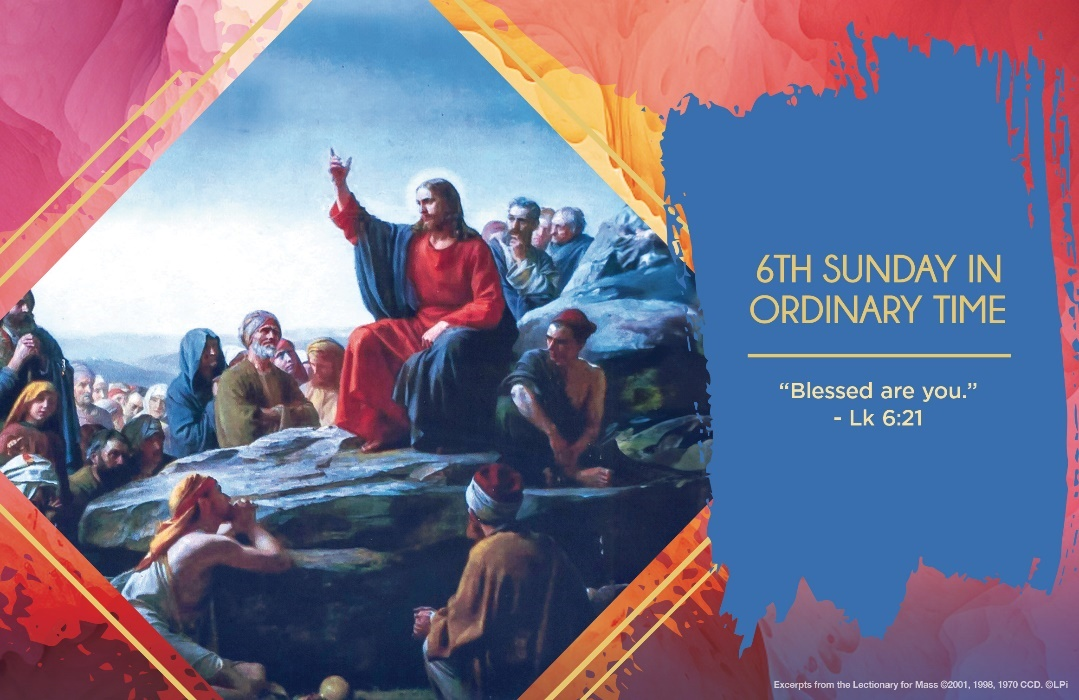 6TH SUNDAY IN
ORDINARY TIME
“Blessed are you.”
- Lk 6:21
Excerpts from the Lectionary for Mass ©2001, 1998, 1970 CCD. ©LPi